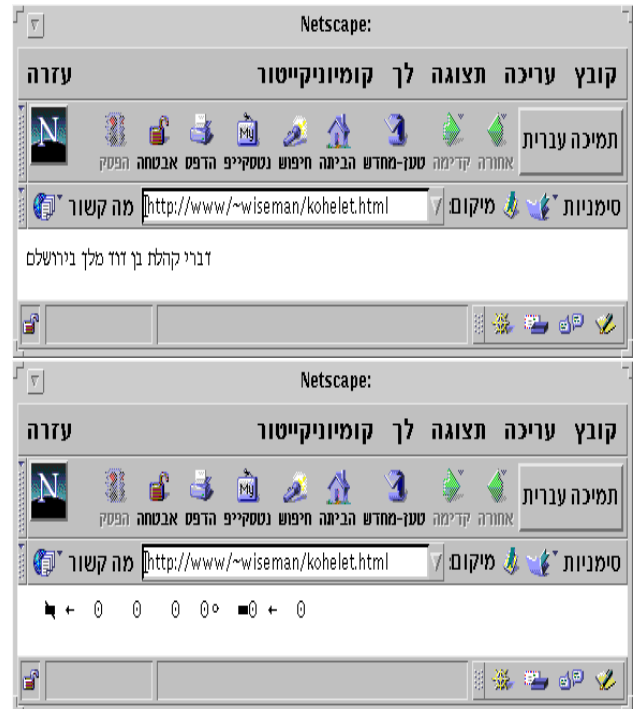 Netscape:
קובץ עריכה תצוגה לך קומיוניקייטור עזרה
תמיכה עברית
אחורה קדימה טען-מחדש הביתה חיפוש נטסקייפ הדפס אבטחה הפסק
My
N
סימניות מיקום: http://www/~wiseman/kohelet.html מה קשור
דברי קהלת בן דוד מלך בירושלם
Netscape:
קובץ עריכה תצוגה לך קומיוניקייטור עזרה
תמיכה עברית
אחורה קדימה טען-מחדש הביתה חיפוש נטסקייפ הדפס אבטחה הפסק
My
N
סימניות מיקום: http://www/~wiseman/kohelet.html מה קשור